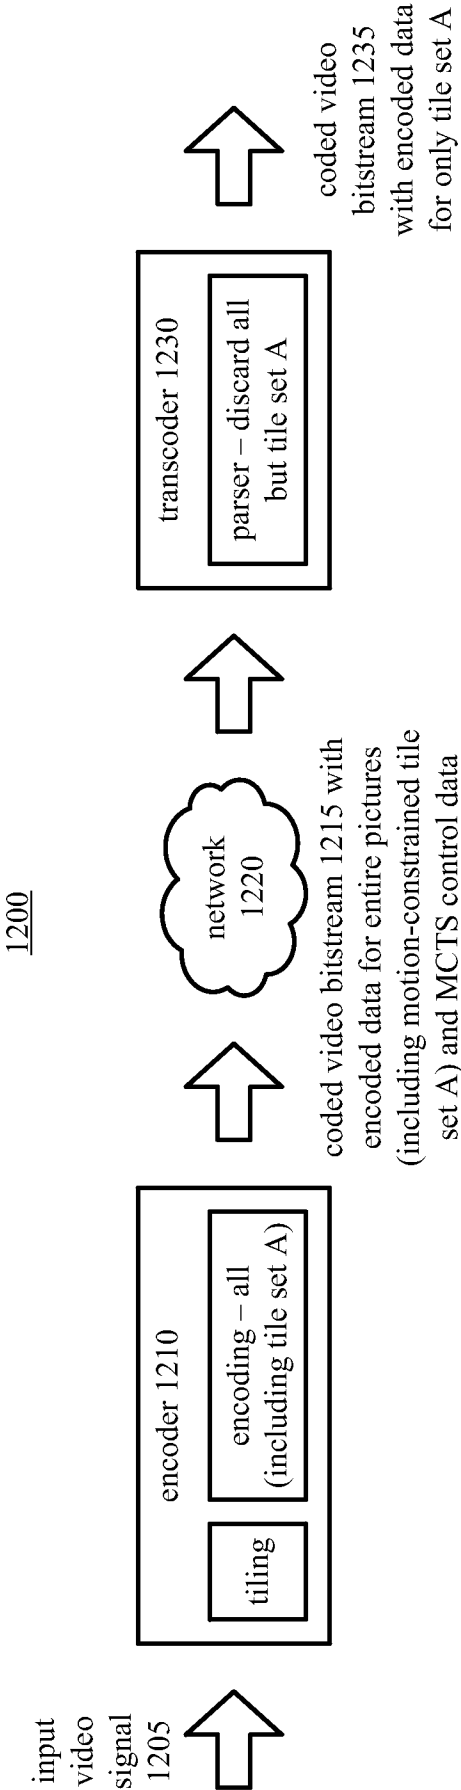 1200
input
video
signal
1205
encoder 1210
tiling
encoding – all
(including tile set A)
coded video bitstream 1215 with
encoded data for entire pictures
(including motion-constrained tile
set A) and MCTS control data
network
1220
transcoder 1230
parser – discard all
but tile set A
coded video
bitstream 1235
with encoded data
for only tile set A